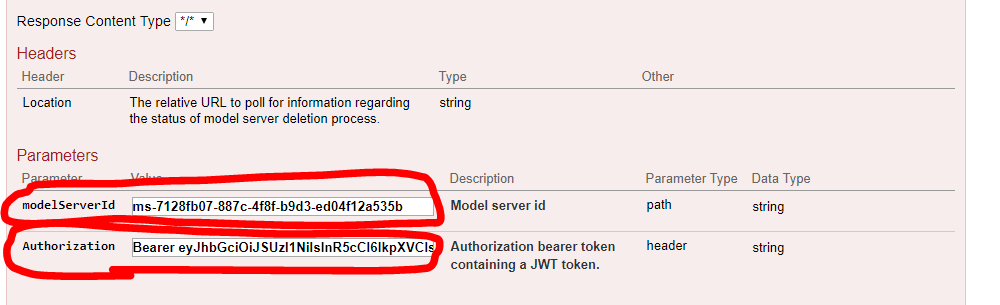 Response Content Type */*
Headers
Header Description Type Other
Location The relative URL to poll for information regarding string
the status of model server deletion process.
Parameters
Parameter Value Description Parameter Type Data Type
modelServerId ms-7128fb07-887c-4f8f-b9d3-ed04f12a535b Model server id path string
Authorization Bearer eyJhbGciOiJSUzI1NiIsInR5cCI6IkpXVCIs Authorization bearer token header string
containing a JWT token.